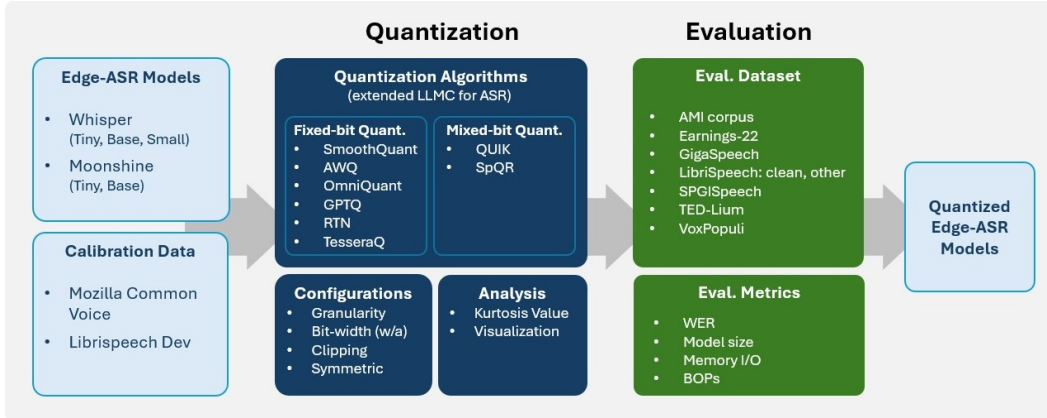 Quantization
Evaluation
Edge-ASR Models
• Whisper
(Tiny, Base, Small)
• Moonshine
(Tiny, Base)
Calibration Data
• Mozilla Common
Voice
• Librispeech Dev
Quantization Algorithms
(extended LLMC for ASR)
Fixed-bit Quant.
• SmoothQuant
• AWQ
• OmniQuant
• GPTQ
• RTN
• TesseraQ
Mixed-bit Quant.
• QUIK
• SpQR
Configurations
• Granularity
• Bit-width (w/a)
• Clipping
• Symmetric
Analysis
• Kurtosis Value
• Visualization
Eval. Dataset
• AMI corpus
• Earnings-22
• GigaSpeech
• LibriSpeech: clean, other
• SPGISpeech
• TED-Lium
• VoxPopuli
Eval. Metrics
• WER
• Model size
• Memory I/O
• BOPs
Quantized
Edge-ASR
Models